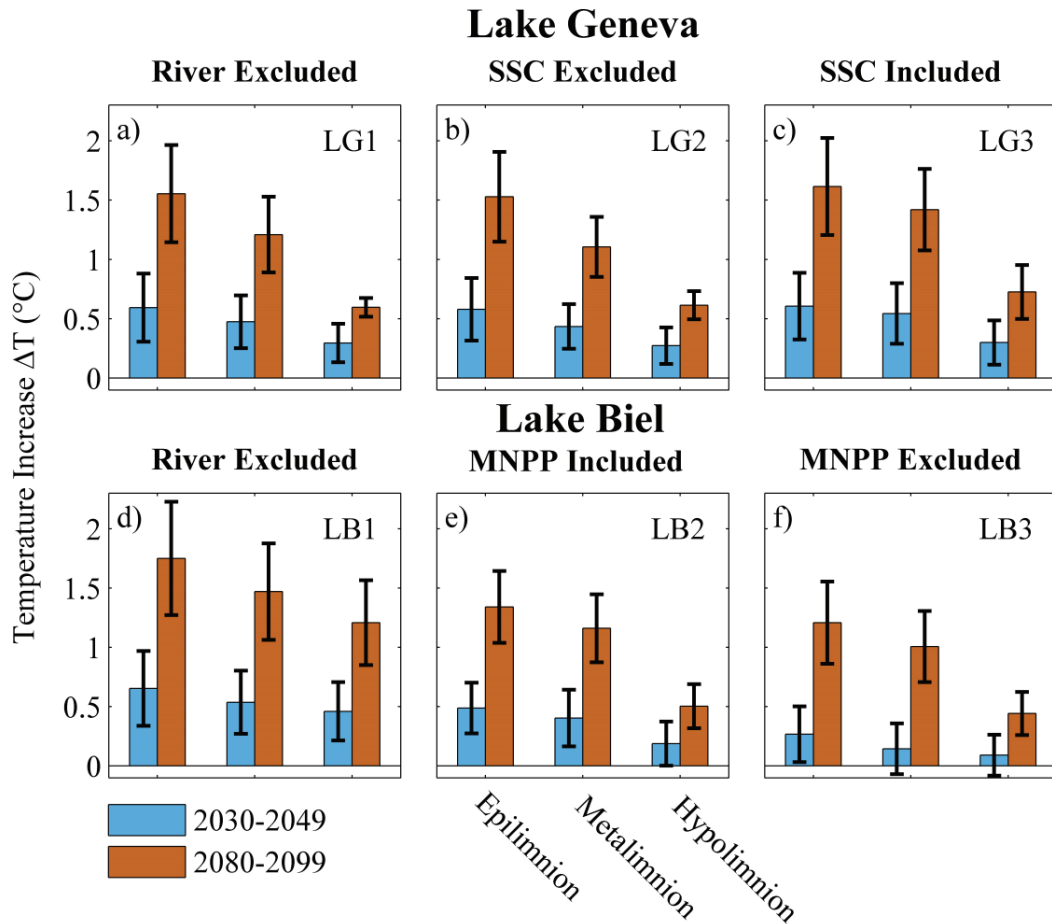 Lake Geneva
River Excluded
SSC Excluded
SSC Included
a)
LG1
b)
LG2
c)
LG3
2
1.5
1
0.5
0
Temperature Increase ΔT (°C)
Lake Biel
River Excluded
MNPP Included
MNPP Excluded
d)
LB1
e)
LB2
f)
LB3
2
1.5
1
0.5
0
Epilimnion
Metalimnion
Hypolimnion
2030-2049
2080-2099